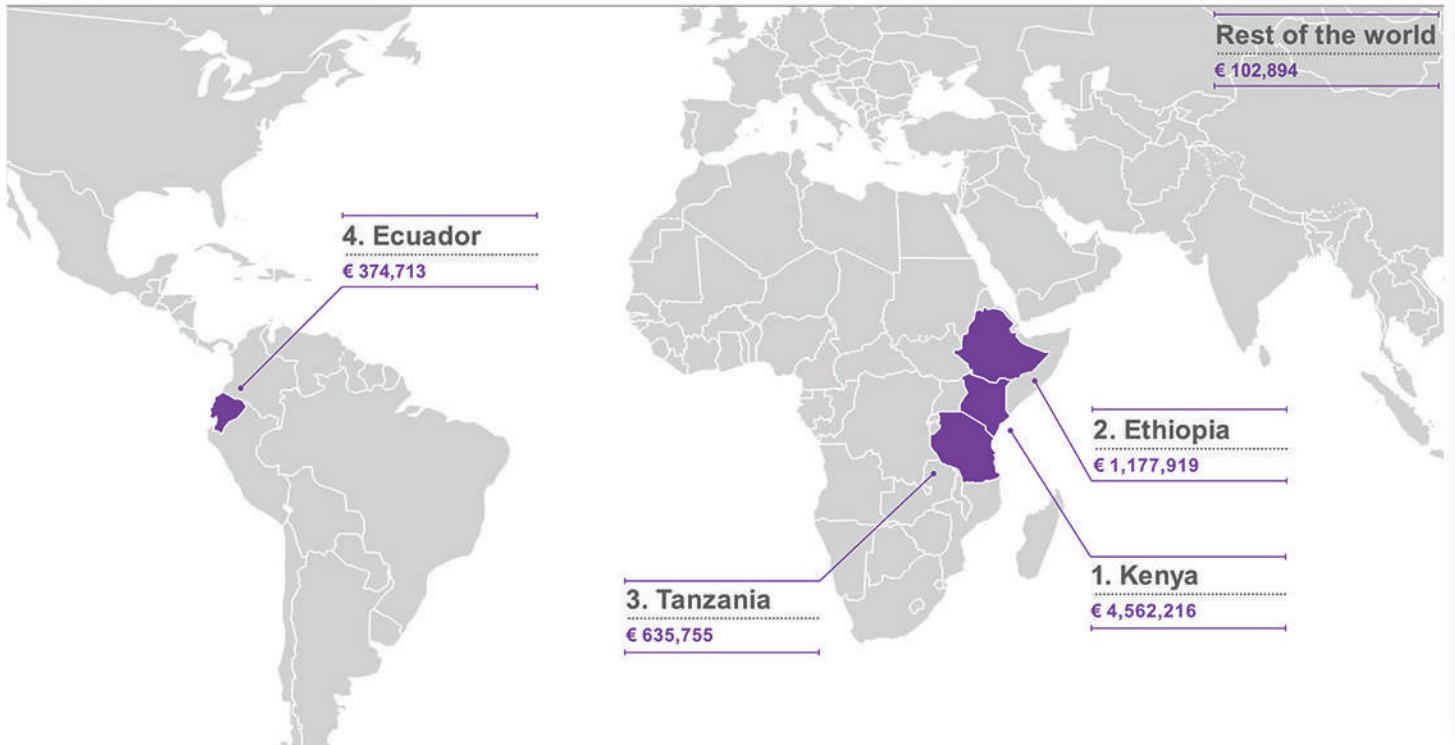 Rest of the world
€ 102,894
4. Ecuador
€ 374,713
2. Ethiopia
€ 1,177,919
1. Kenya
€ 4,562,216
3. Tanzania
€ 635,755